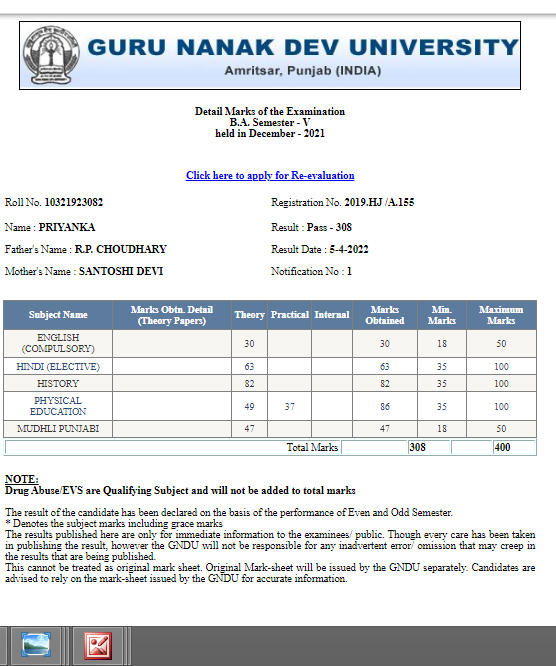 GURU NANAK DEV UNIVERSITY
Amritsar, Punjab (INDIA)
Detail Marks of the Examination
B.A. Semester - V
held in December - 2021
Click here to apply for Re-evaluation
Roll No. 10321923082 Registration No. 2019.HJ /A.155
Name : PRIYANKA Result : Pass - 308
Father's Name : R.P. CHOUDHARY Result Date : 5-4-2022
Mother's Name : SANTOSHI DEVI Notification No : 1
Subject Name Marks Obtn. Detail (Theory Papers) Theory Practical Internal Marks Obtained Min. Marks Maximum Marks
ENGLISH (COMPULSORY) 30 30 18 50
HINDI (ELECTIVE) 63 63 35 100
HISTORY 82 82 35 100
PHYSICAL EDUCATION 49 37 86 35 100
MUDHLI PUNJABI 47 47 18 50
Total Marks 308 400
NOTE:
Drug Abuse/EVS are Qualifying Subject and will not be added to total marks
The result of the candidate has been declared on the basis of the performance of Even and Odd Semester.
* Denotes the subject marks including grace marks
The results published here are only for immediate information to the examinees/ public. Though every care has been taken
in publishing the result, however the GNDU will not be responsible for any inadvertent error/ omission that may creep in
the results that are being published.
This cannot be treated as original mark sheet. Original Mark-sheet will be issued by the GNDU separately. Candidates are
advised to rely on the mark-sheet issued by the GNDU for accurate information.